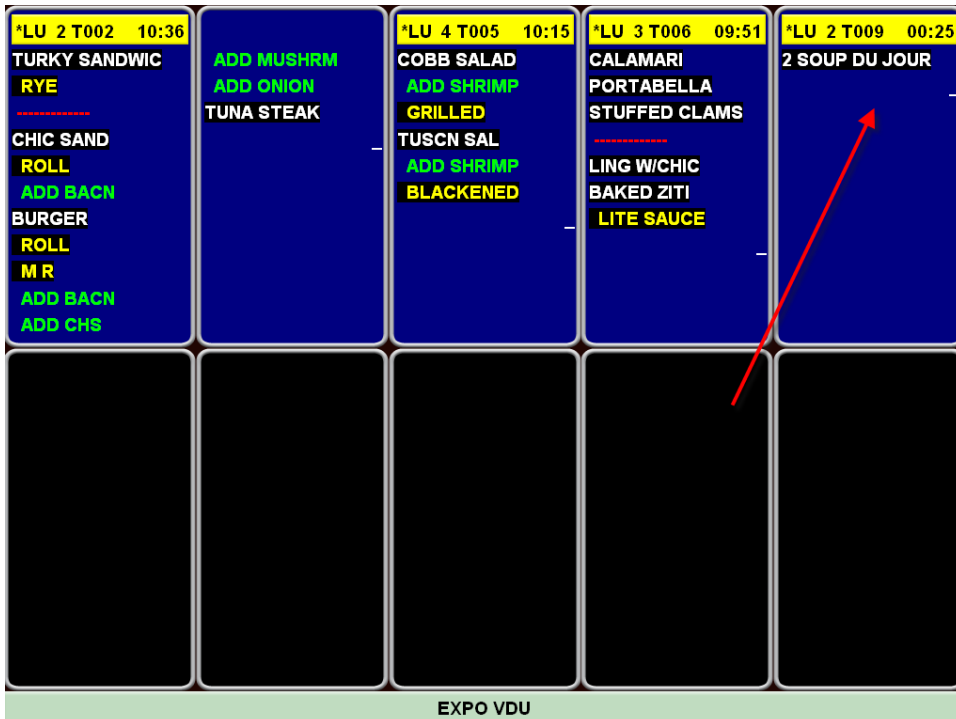 *LU 2 T002 10:36
TURKY SANDWIC
RYE
-------------
CHIC SAND
ROLL
ADD BACN
BURGER
ROLL
M R
ADD BACN
ADD CHS
ADD MUSHRM
ADD ONION
TUNA STEAK
*LU 4 T005 10:15
COBB SALAD
ADD SHRIMP
GRILLED
TUSCN SAL
ADD SHRIMP
BLACKENED
*LU 3 T006 09:51
CALAMARI
PORTABELLA
STUFFED CLAMS
-------------
LING W/CHIC
BAKED ZITI
LITE SAUCE
*LU 2 T009 00:25
2 SOUP DU JOUR
EXPO VDU